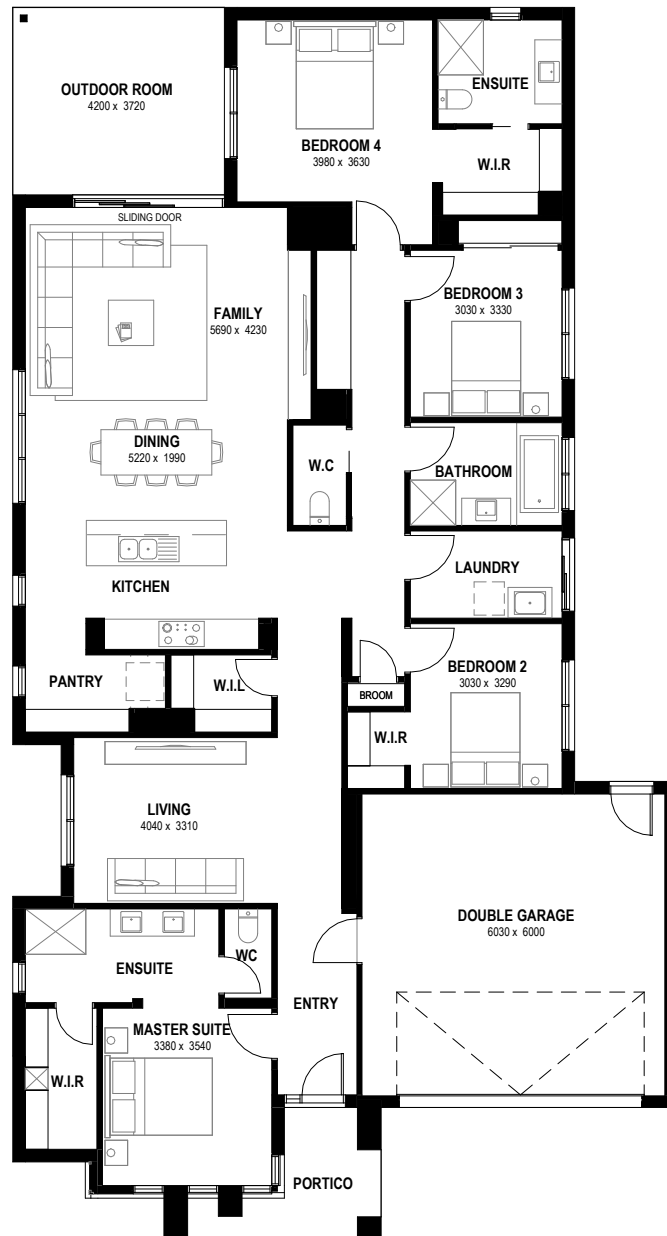 OUTDOOR ROOM
4200 x 3720
ENSUITE
BEDROOM 4
3980 x 3630
W.I.R
SLIDING DOOR
FAMILY
5690 x 4230
BEDROOM 3
3030 x 3330
DINING
5220 x 1990
W.C
BATHROOM
KITCHEN
LAUNDRY
PANTRY
W.I.L
BROOM
BEDROOM 2
3030 x 3290
W.I.R
LIVING
4040 x 3310
DOUBLE GARAGE
6030 x 6000
ENSUITE
WC
ENTRY
MASTER SUITE
3380 x 3540
W.I.R
PORTICO